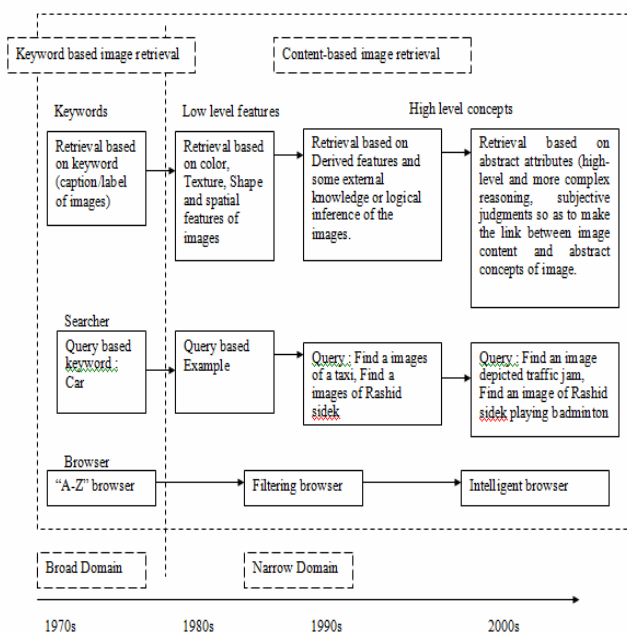 Keyword based image retrieval
Content-based image retrieval
Keywords
Low level features
High level concepts
Retrieval based
on keyword
(caption/label
of images)
Retrieval based
on color,
Texture, Shape
and spatial
features of
images
Retrieval based on
Derived features and
some external
knowledge or logical
inference of the
images.
Retrieval based on
abstract attributes (high-
level and more complex
reasoning, subjective
judgments so as to make
the link between image
content and abstract
concepts of image.
Searcher
Query based
keyword :
Car
Query based
Example
Query : Find a images
of a taxi, Find a
images of Rashid
sidek
Query : Find an image
depicted traffic jam,
Find an image of Rashid
sidek playing badminton
Browser
“A-Z” browser
Filtering browser
Intelligent browser
Broad Domain
Narrow Domain
1970s
1980s
1990s
2000s